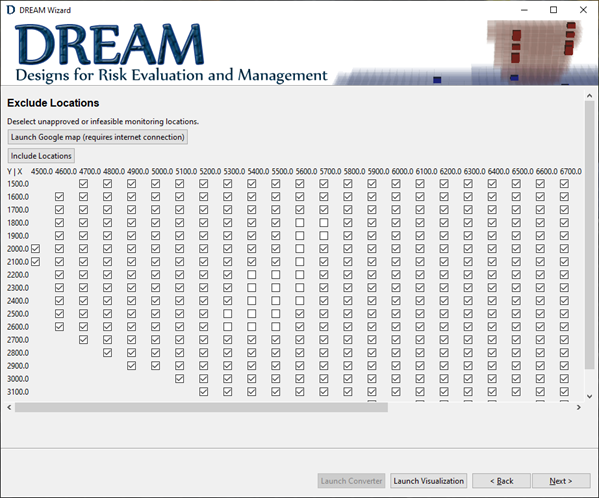 DREAM Wizard
DREAM
Designs for Risk Evaluation and Management
Exclude Locations
Deselect unapproved or infeasible monitoring locations.
Launch Google map (requires internet connection)
Include Locations
Y | X 4500.0 4600.0 4700.0 4800.0 4900.0 5000.0 5100.0 5200.0 5300.0 5400.0 5500.0 5600.0 5700.0 5800.0 5900.0 6000.0 6100.0 6200.0 6300.0 6400.0 6500.0 6600.0 6700.0
1500.0
1600.0
1700.0
1800.0
1900.0
2000.0
2100.0
2200.0
2300.0
2400.0
2500.0
2600.0
2700.0
2800.0
2900.0
3000.0
3100.0
Launch Converter Launch Visualization < Back Next >